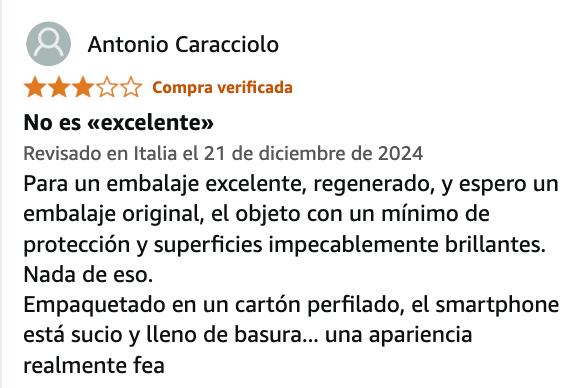 Antonio Caracciolo
Compra verificada
No es «excelente»
Revisado en Italia el 21 de diciembre de 2024
Para un embalaje excelente, regenerado, y espero un
embalaje original, el objeto con un mínimo de
protección y superficies impecablemente brillantes.
Nada de eso.
Empaquetado en un cartón perfilado, el smartphone
está sucio y lleno de basura... una apariencia
realmente fea